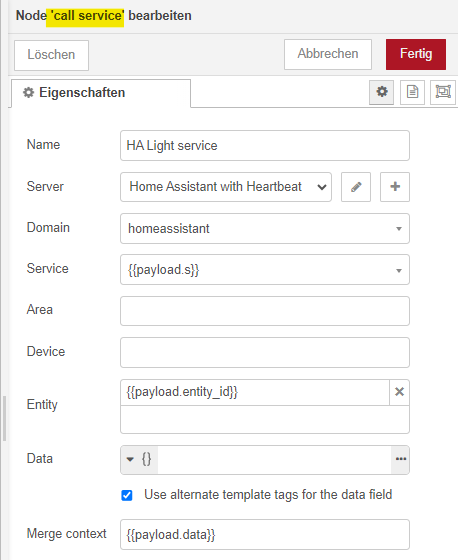 Node 'call service' bearbeiten
Löschen
Abbrechen
Fertig
Eigenschaften
Name
HA Light service
Server
Home Assistant with Heartbeat
Domain
homeassistant
Service
{{payload.s}}
Area
Device
Entity
{{payload.entity_id}}
Data
{}
Use alternate template tags for the data field
Merge context
{{payload.data}}